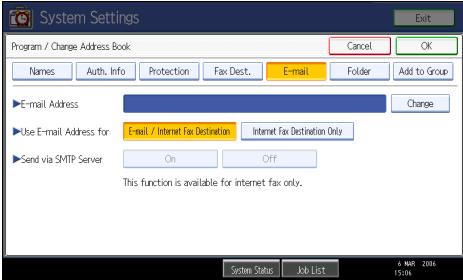 System Settings Exit
Program / Change Address Book Cancel OK
Names Auth. Info Protection Fax Dest. E-mail Folder Add to Group
▶E-mail Address Change
▶Use E-mail Address for E-mail / Internet Fax Destination Internet Fax Destination Only
▶Send via SMTP Server On Off
This function is available for internet fax only.
System Status Job List 6 MAR 2006
15:06